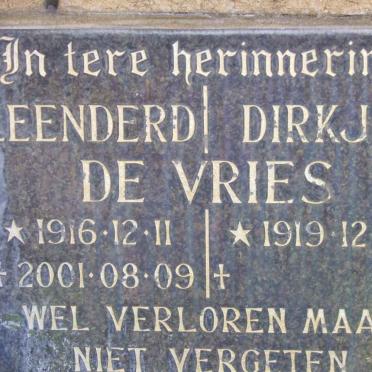 In tere herinnerin
LEENDERD DIRKJ
DE VRIES
★ 1916·12·11 ★ 1919·12
✝ 2001·08·09 ✝
WEL VERLOREN MAA
NIET VERGETEN